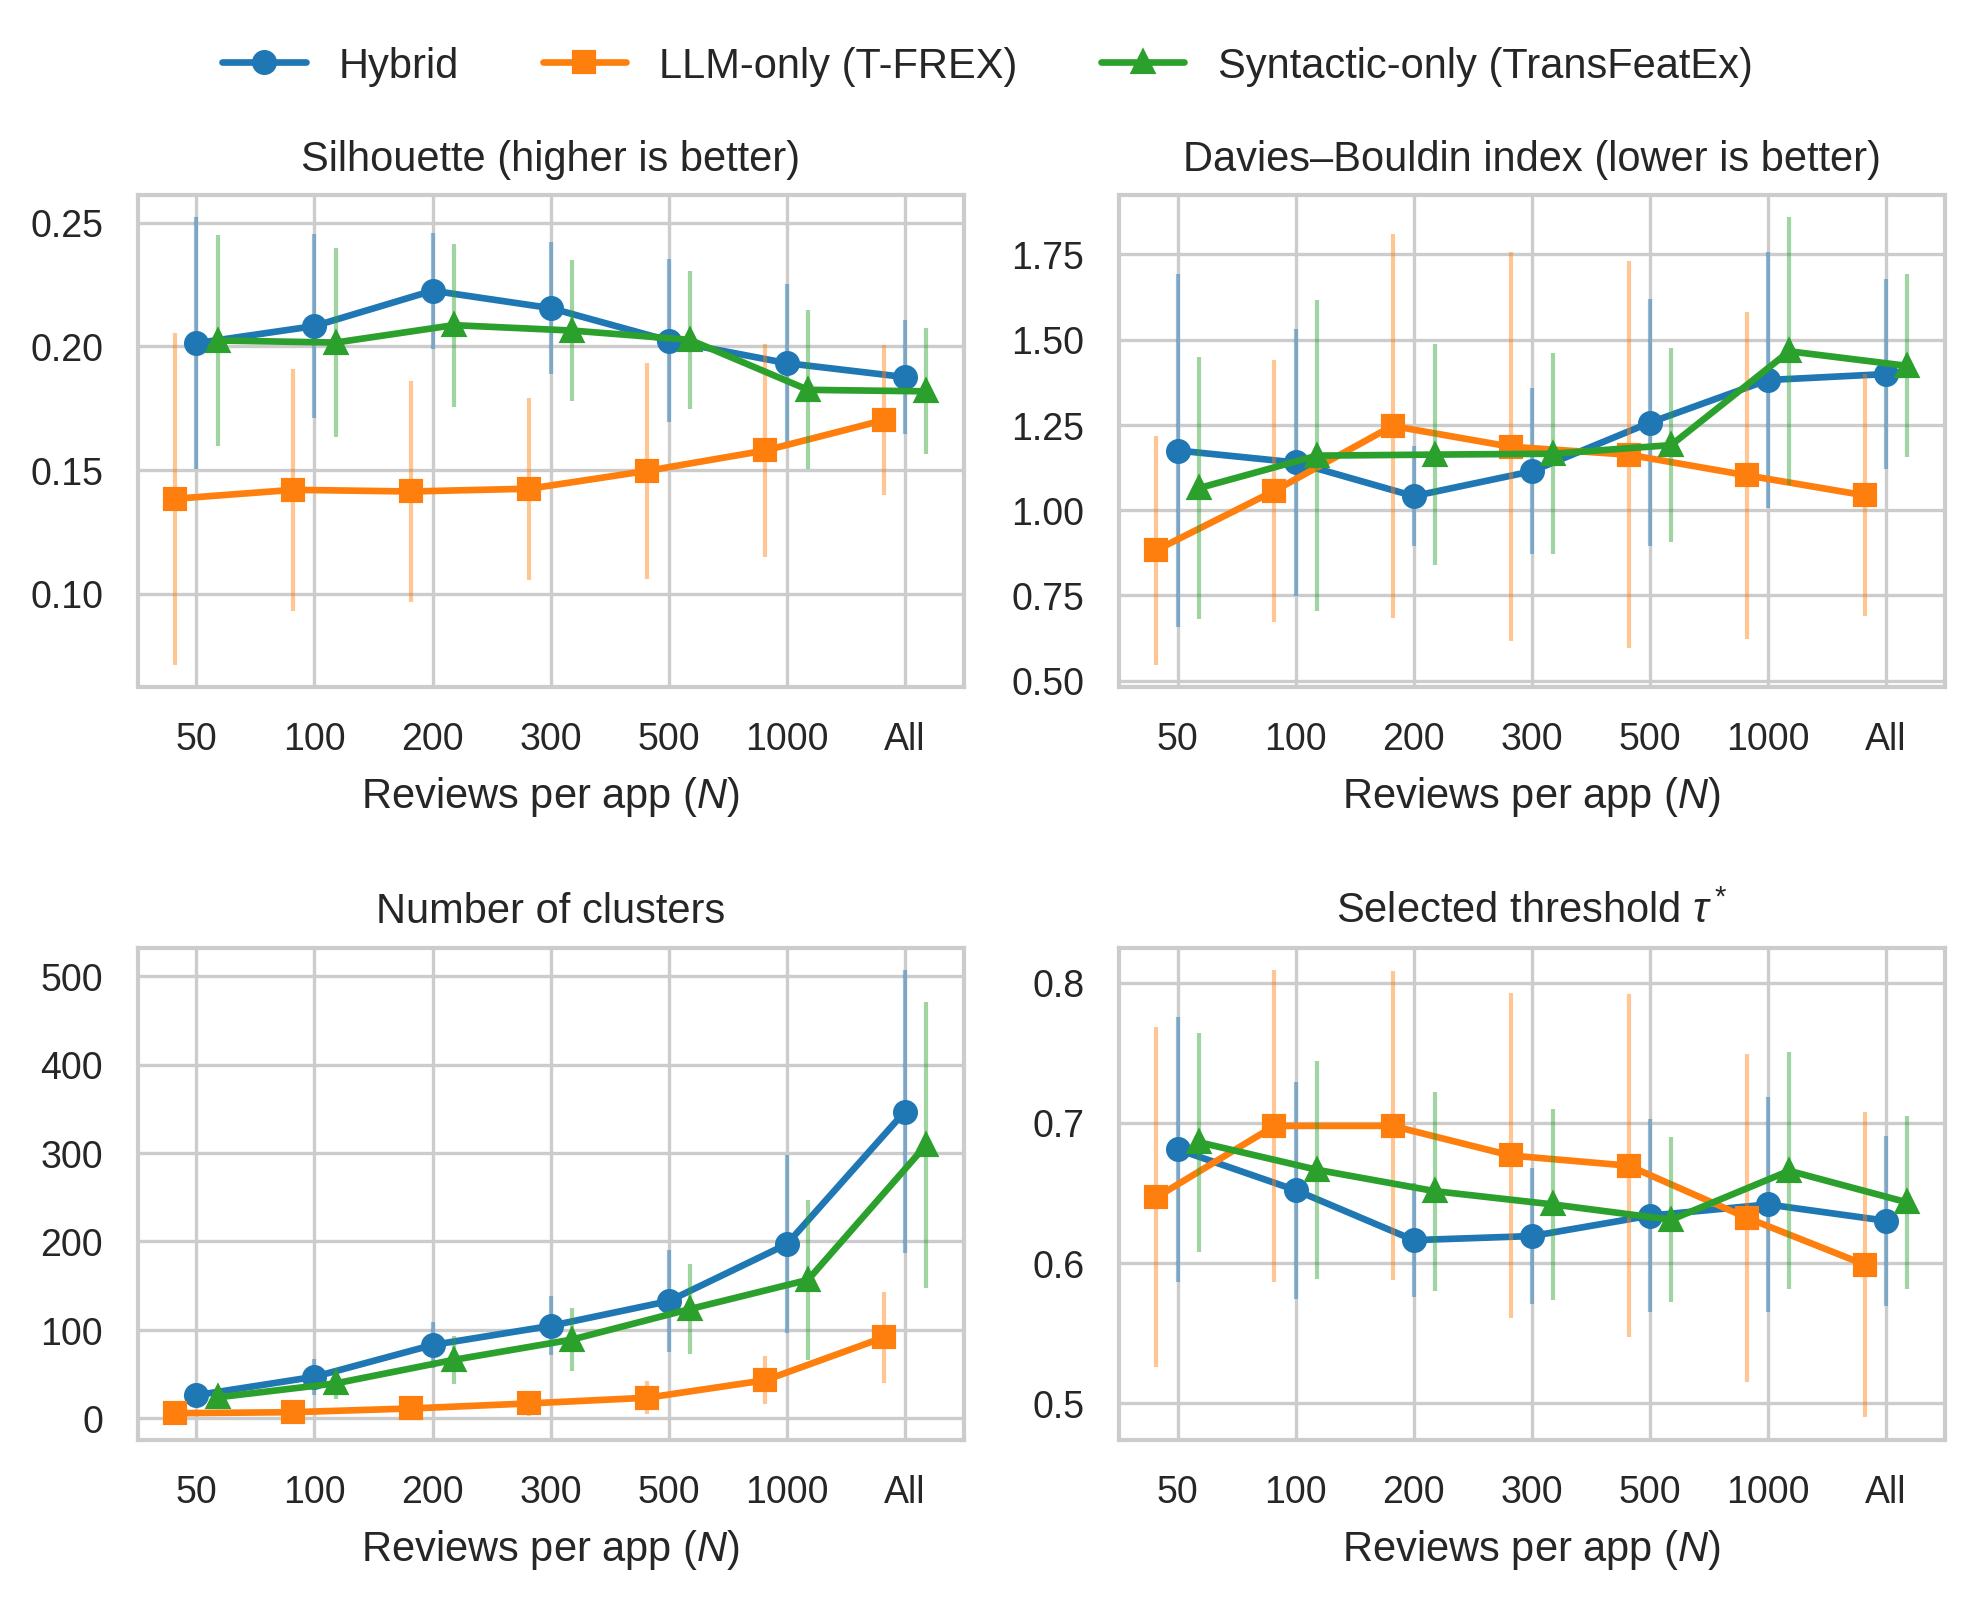 Hybrid LLM-only (T-FREX) Syntactic-only (TransFeatEx)
Silhouette (higher is better)
0.25
0.20
0.15
0.10
50 100 200 300 500 1000 All
Reviews per app (N)
Davies–Bouldin index (lower is better)
1.75
1.50
1.25
1.00
0.75
0.50
50 100 200 300 500 1000 All
Reviews per app (N)
Number of clusters
500
400
300
200
100
0
50 100 200 300 500 1000 All
Reviews per app (N)
Selected threshold τ*
0.8
0.7
0.6
0.5
50 100 200 300 500 1000 All
Reviews per app (N)